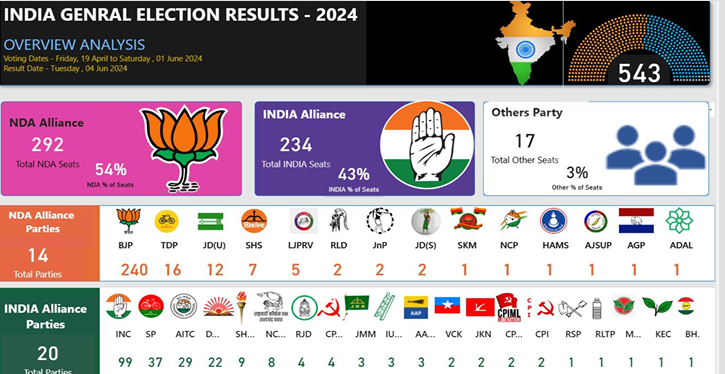 INDIA GENRAL ELECTION RESULTS - 2024
OVERVIEW ANALYSIS
Voting Dates - Friday, 19 April to Saturday , 01 June 2024
Result Date - Tuesday , 04 Jun 2024
543
NDA Alliance
292
Total NDA Seats
54%
NDA % of Seats
INDIA Alliance
234
Total INDIA Seats
43%
INDIA % of Seats
Others Party
17
Total Other Seats
3%
Other % of Seats
NDA Alliance
Parties
14
Total Parties
BJP TDP JD(U) SHS LJPRV RLD JnP JD(S) SKM NCP HAMS AJSUP AGP ADAL
240 16 12 7 5 2 2 2 1 1 1 1 1 1
INDIA Alliance
Parties
20
Total Parties
AAP
CPIML
CPI
INC SP AITC D... SH... NC... RJD CP... JMM IU... AA... VCK JKN CP... CPI RSP RLTP M... KEC BH.
99 37 29 22 9 8 4 4 3 3 3 2 2 2 2 1 1 1 1 1